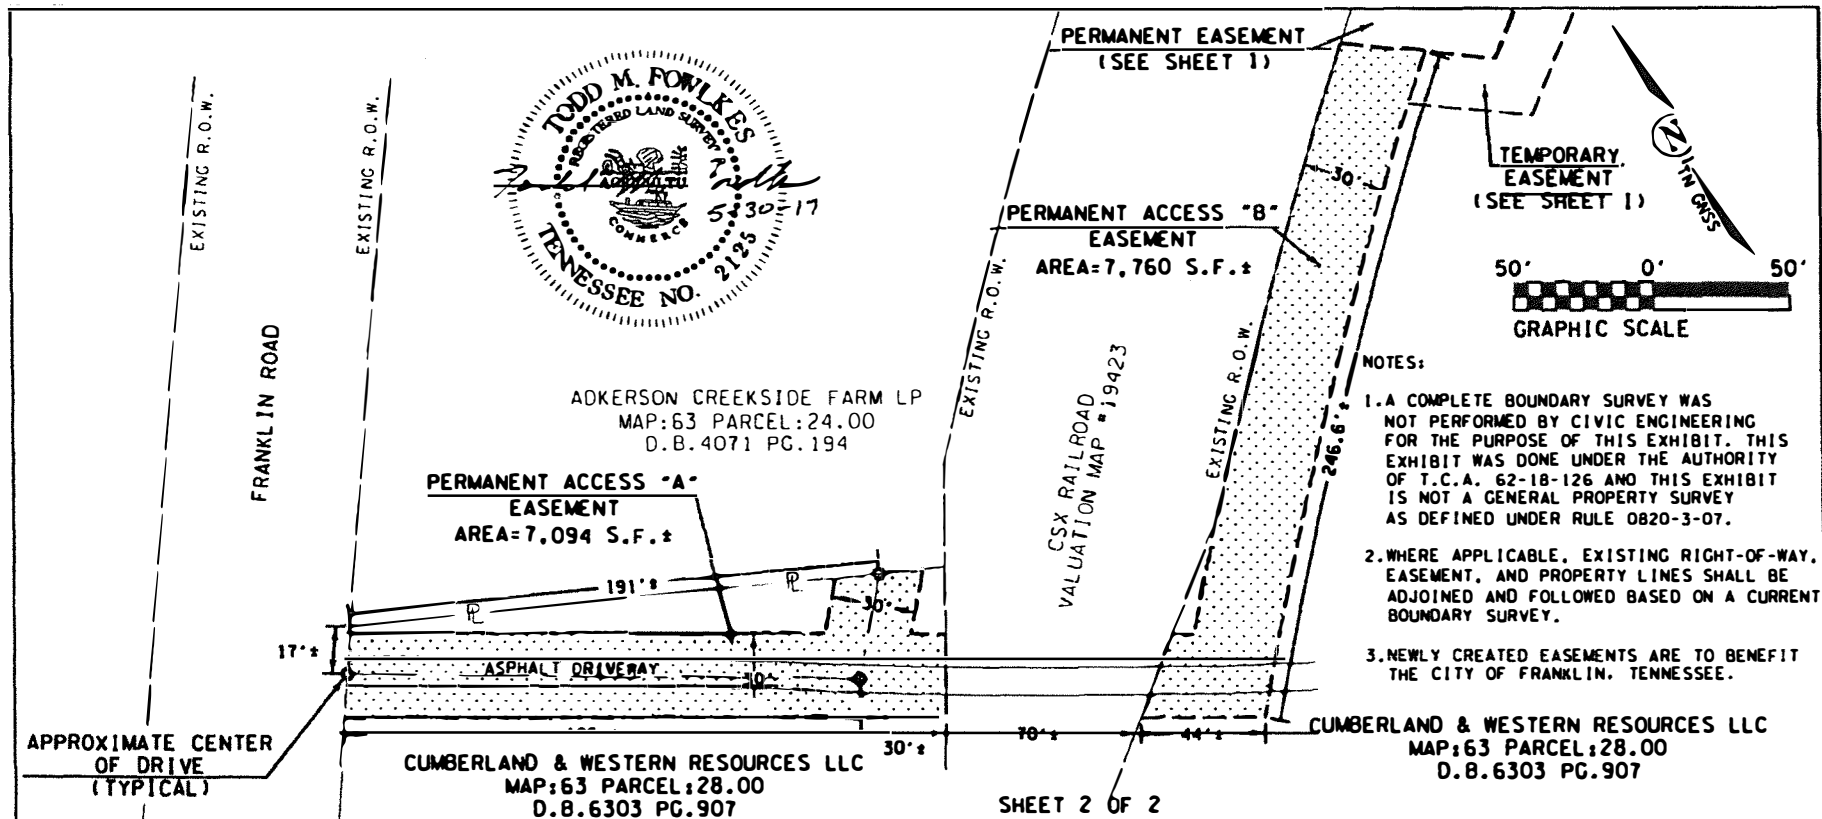 PERMANENT EASEMENT
(SEE SHEET 1)
TODD M. FOWLKES
REGISTERED LAND SURVEY
COMMERCE
TENNESSEE NO. 2125
5-30-17
EXISTING R.O.W.
EXISTING R.O.W.
FRANKLIN ROAD
TEMPORARY
EASEMENT
(SEE SHEET 1)
N
TN GNSS
30'
PERMANENT ACCESS "B"
EASEMENT
AREA=7,760 S.F.±
50' 0' 50'
GRAPHIC SCALE
EXISTING R.O.W.
EXISTING R.O.W.
CSX RAILROAD
VALUATION MAP #19423
246.6'±
ADKERSON CREEKSIDE FARM LP
MAP:63 PARCEL:24.00
D.B.4071 PG.194
PERMANENT ACCESS "A"
EASEMENT
AREA=7,094 S.F.±
NOTES:
1.A COMPLETE BOUNDARY SURVEY WAS
NOT PERFORMED BY CIVIC ENGINEERING
FOR THE PURPOSE OF THIS EXHIBIT. THIS
EXHIBIT WAS DONE UNDER THE AUTHORITY
OF T.C.A. 62-18-126 AND THIS EXHIBIT
IS NOT A GENERAL PROPERTY SURVEY
AS DEFINED UNDER RULE 0820-3-07.
2.WHERE APPLICABLE, EXISTING RIGHT-OF-WAY,
EASEMENT, AND PROPERTY LINES SHALL BE
ADJOINED AND FOLLOWED BASED ON A CURRENT
BOUNDARY SURVEY.
3.NEWLY CREATED EASEMENTS ARE TO BENEFIT
THE CITY OF FRANKLIN, TENNESSEE.
191'±
PL
PL
30'
17'±
ASPHALT DRIVEWAY
30'±
70'±
44'±
APPROXIMATE CENTER
OF DRIVE
(TYPICAL)
CUMBERLAND & WESTERN RESOURCES LLC
MAP:63 PARCEL:28.00
D.B.6303 PG.907
CUMBERLAND & WESTERN RESOURCES LLC
MAP:63 PARCEL:28.00
D.B.6303 PG.907
SHEET 2 OF 2